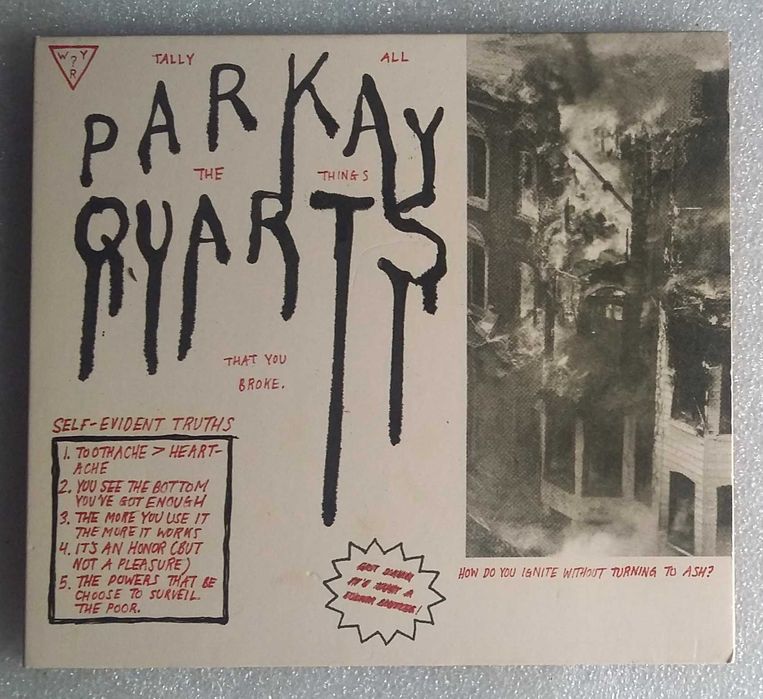 W ? Y
R
TALLY ALL
PARKAY
THE THINGS
QUARTS
THAT YOU
BROKE.
SELF-EVIDENT TRUTHS
1. TOOTHACHE > HEART-
ACHE
2. YOU SEE THE BOTTOM
YOU'VE GOT ENOUGH
3. THE MORE YOU USE IT
THE MORE IT WORKS
4. ITS AN HONOR (BUT
NOT A PLEASURE)
5. THE POWERS THAT BE
CHOOSE TO SURVEIL
THE POOR.
IT'S A
HOW DO YOU IGNITE WITHOUT TURNING TO ASH?